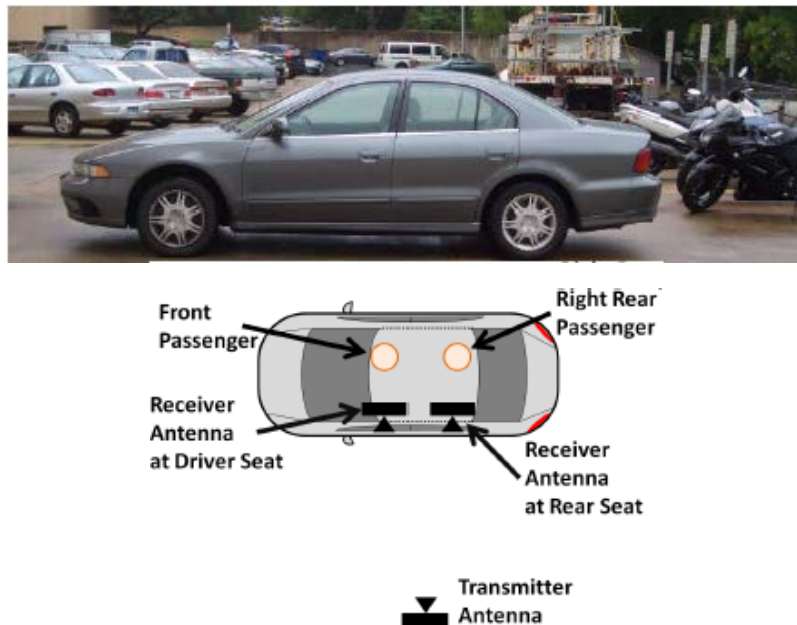 Front
Passenger
Right Rear
Passenger
Receiver
Antenna
at Driver Seat
Receiver
Antenna
at Rear Seat
Transmitter
Antenna